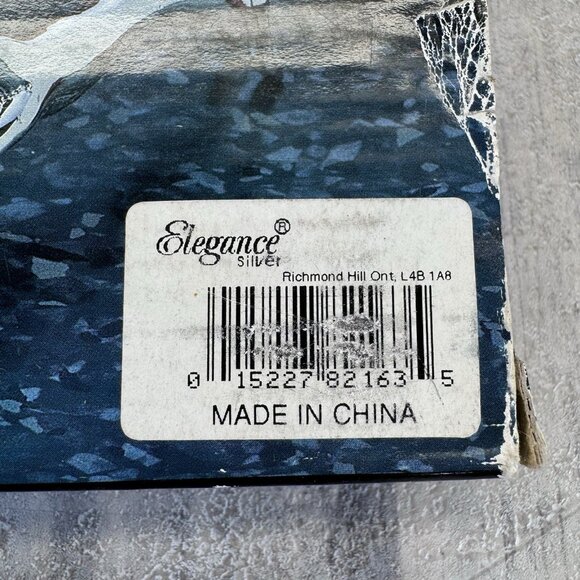 Elegance®
Silver
Richmond Hill Ont, L4B 1A8
0 15227 82163 5
MADE IN CHINA